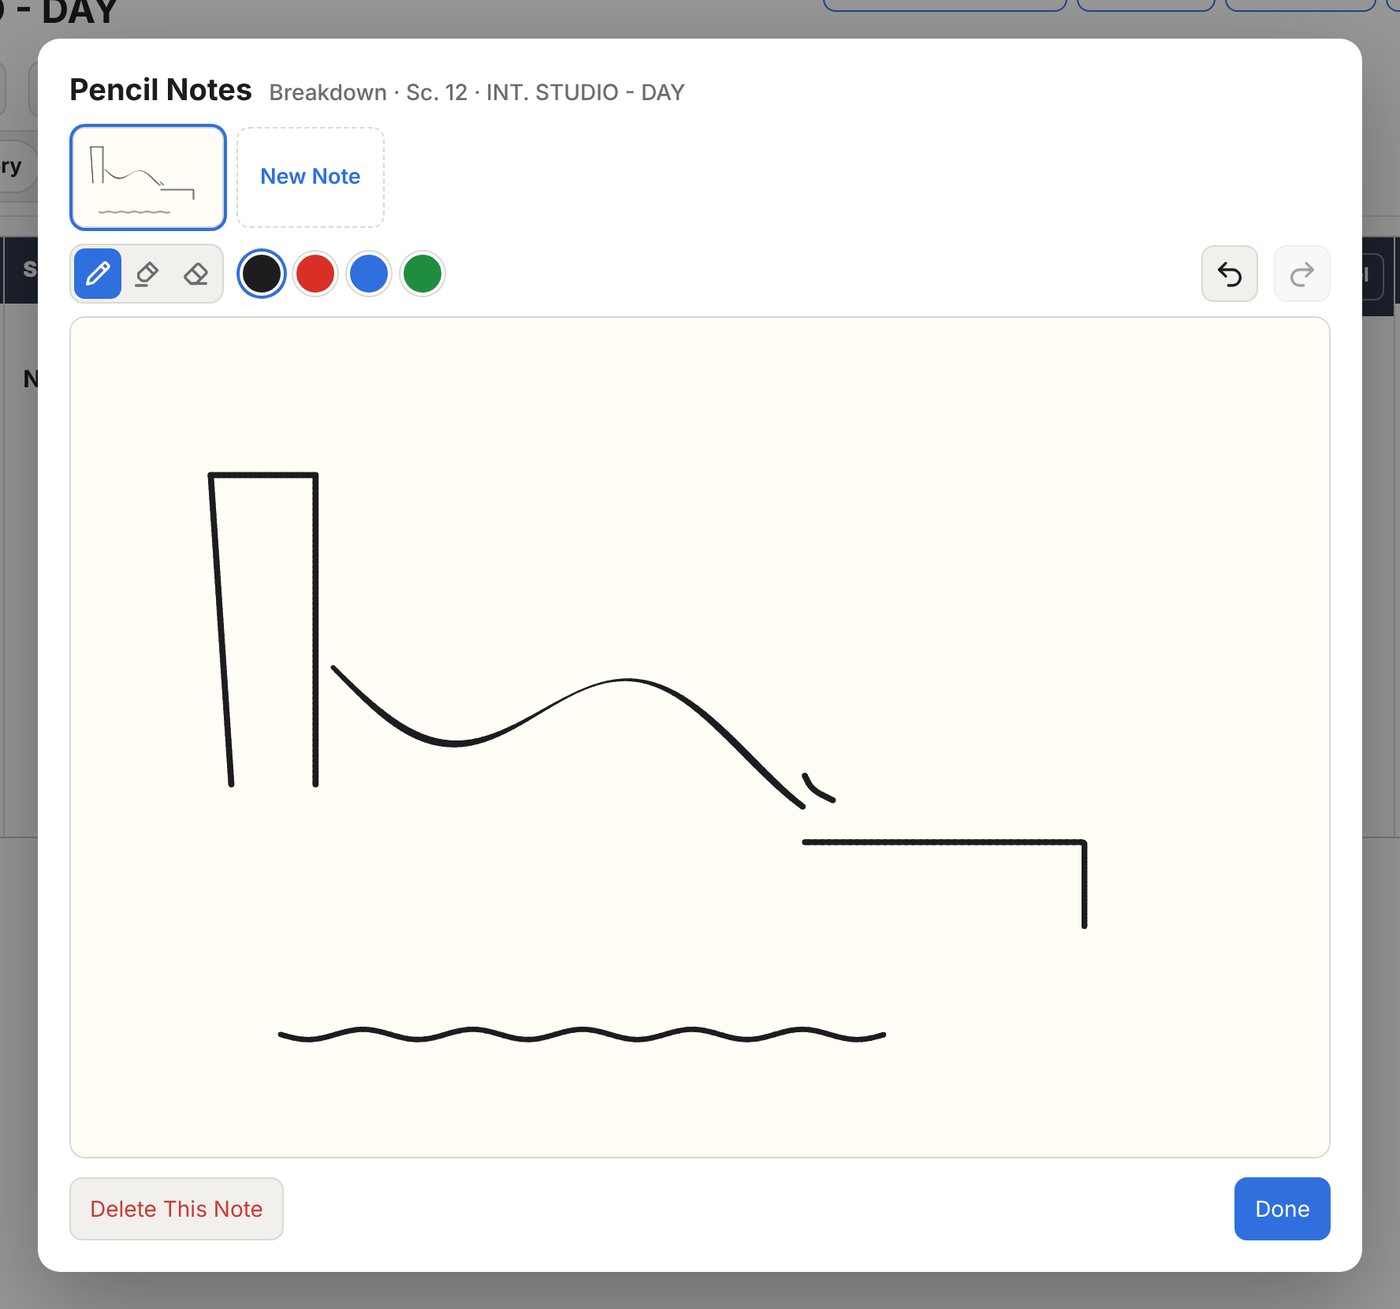 - DAY
Pencil Notes Breakdown · Sc. 12 · INT. STUDIO - DAY
New Note
ry
S
N
Delete This Note
Done